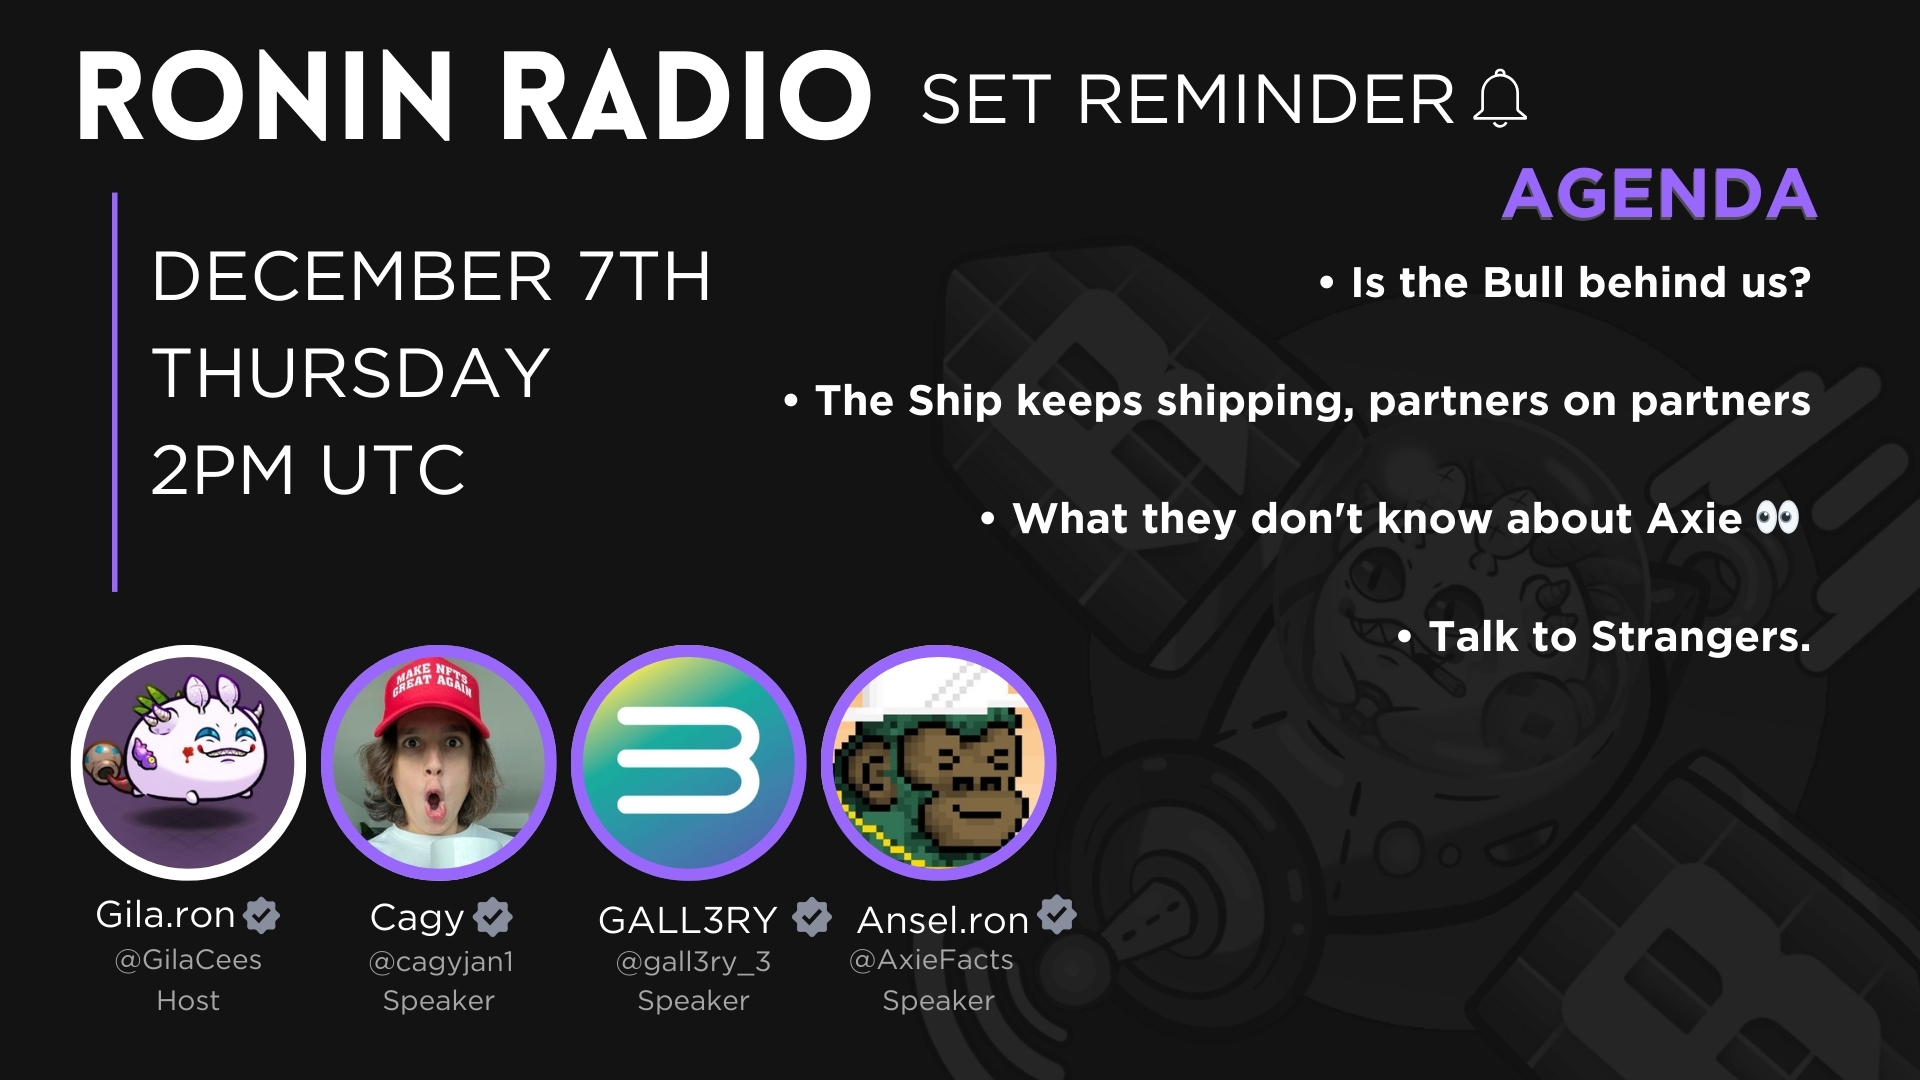 RONIN RADIO SET REMINDER
AGENDA
DECEMBER 7TH
THURSDAY
2PM UTC
• Is the Bull behind us?
• The Ship keeps shipping, partners on partners
• What they don't know about Axie 👀
• Talk to Strangers.
MAKE NFTS
GREAT AGAIN
Gila.ron
@GilaCees
Host
Cagy
@cagyjan1
Speaker
GALL3RY
@gall3ry_3
Speaker
Ansel.ron
@AxieFacts
Speaker